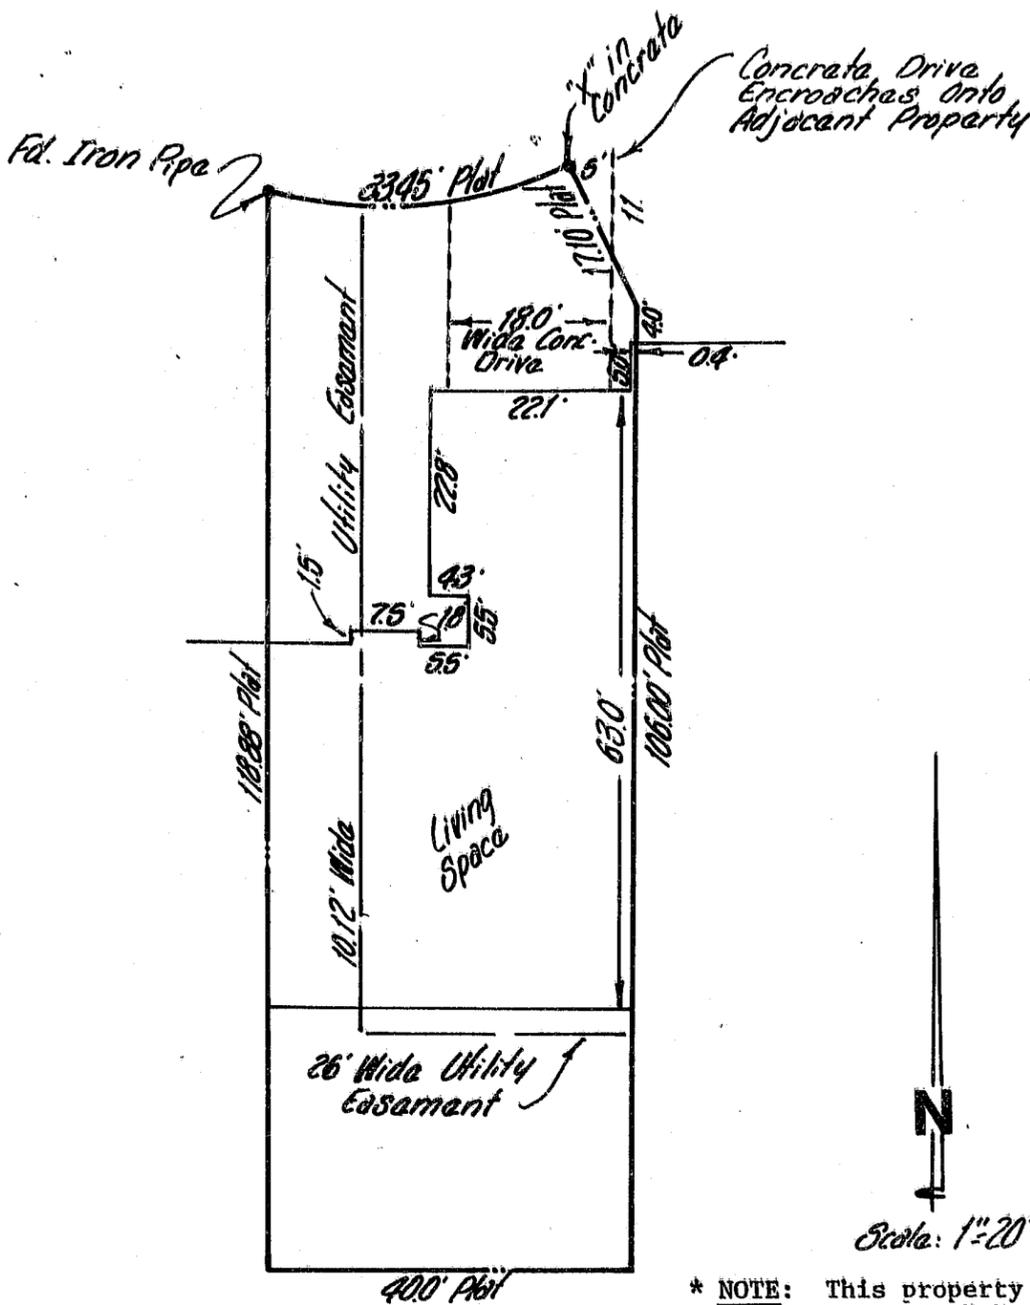 "X" in
Concrete
Concrete Drive
Encroaches Onto
Adjacent Property
Fd. Iron Pipe
33.45' Plat
5'
11.
17.10 Plat
18.0'
Wide Conc.
Drive
4.0'
5.0'
0.4'
22.1'
Utility Easement
22.8'
4.3'
1.5'
7.5'
1.8'
5.5'
5.5'
118.88' Plat
63.0'
106.00' Plat
Living
Space
10.12' Wide
26' Wide Utility
Easement
N
Scale: 1"=20'
40.0' Plat
* NOTE: This property